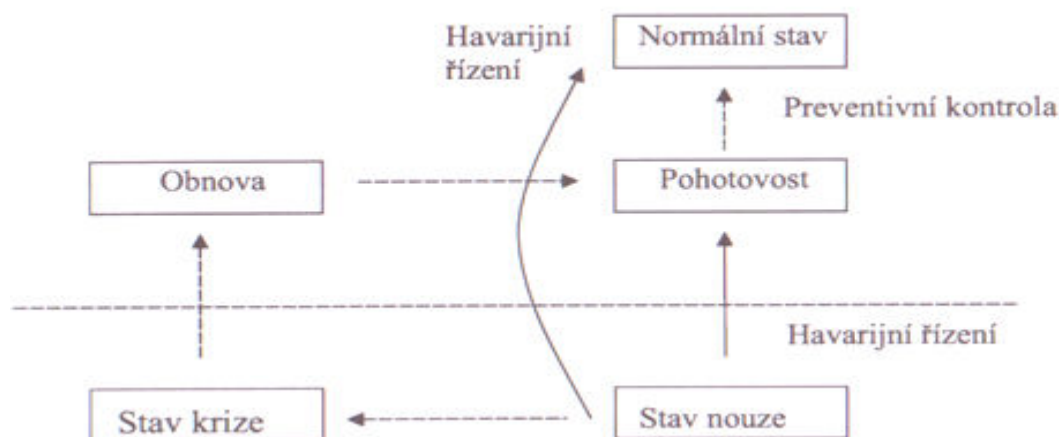 Havarijní
řízení
Normální stav
Preventivní kontrola
Obnova
Pohotovost
Havarijní řízení
Stav krize
Stav nouze